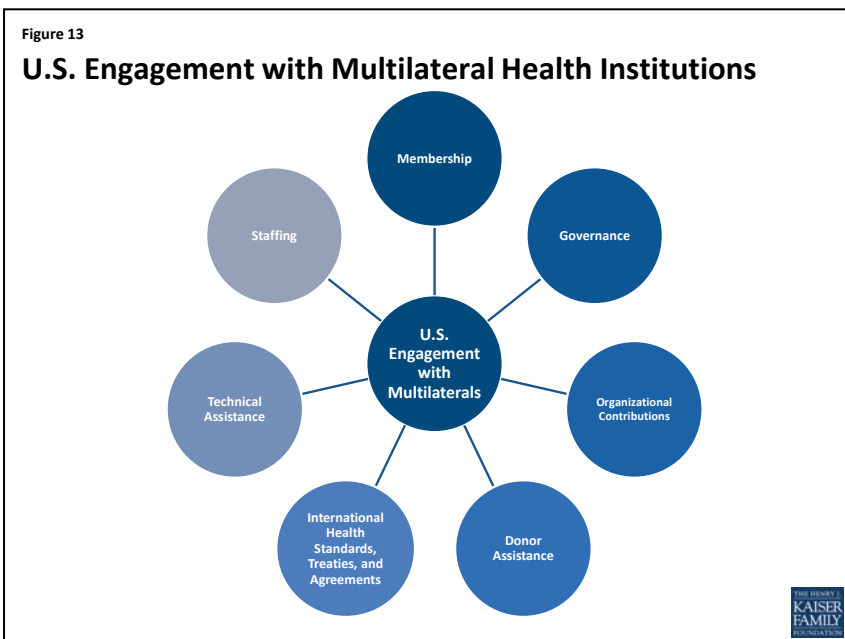 Figure 13
U.S. Engagement with Multilateral Health Institutions
Membership
Staffing
Governance
U.S.
Engagement
with
Multilaterals
Technical
Assistance
Organizational
Contributions
International
Health
Standards,
Treaties, and
Agreements
Donor
Assistance
THE HENRY J.
KAISER
FAMILY
FOUNDATION